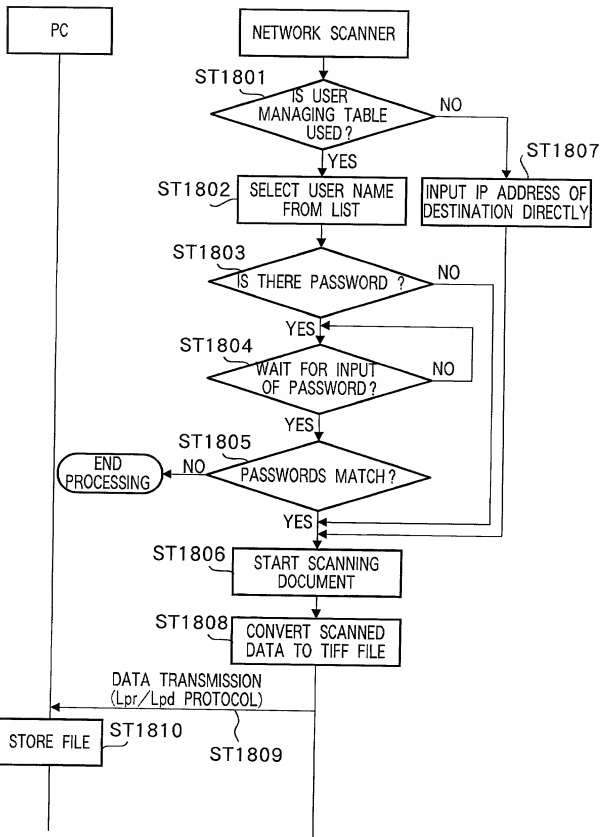 PC
NETWORK SCANNER
ST1801
IS USER
MANAGING TABLE
USED?
NO
YES
ST1807
INPUT IP ADDRESS OF
DESTINATION DIRECTLY
ST1802
SELECT USER NAME
FROM LIST
ST1803
IS THERE PASSWORD ?
NO
YES
ST1804
WAIT FOR INPUT
OF PASSWORD?
NO
YES
ST1805
PASSWORDS MATCH?
NO
END
PROCESSING
YES
ST1806
START SCANNING
DOCUMENT
ST1808
CONVERT SCANNED
DATA TO TIFF FILE
DATA TRANSMISSION
(Lpr/Lpd PROTOCOL)
ST1809
ST1810
STORE FILE